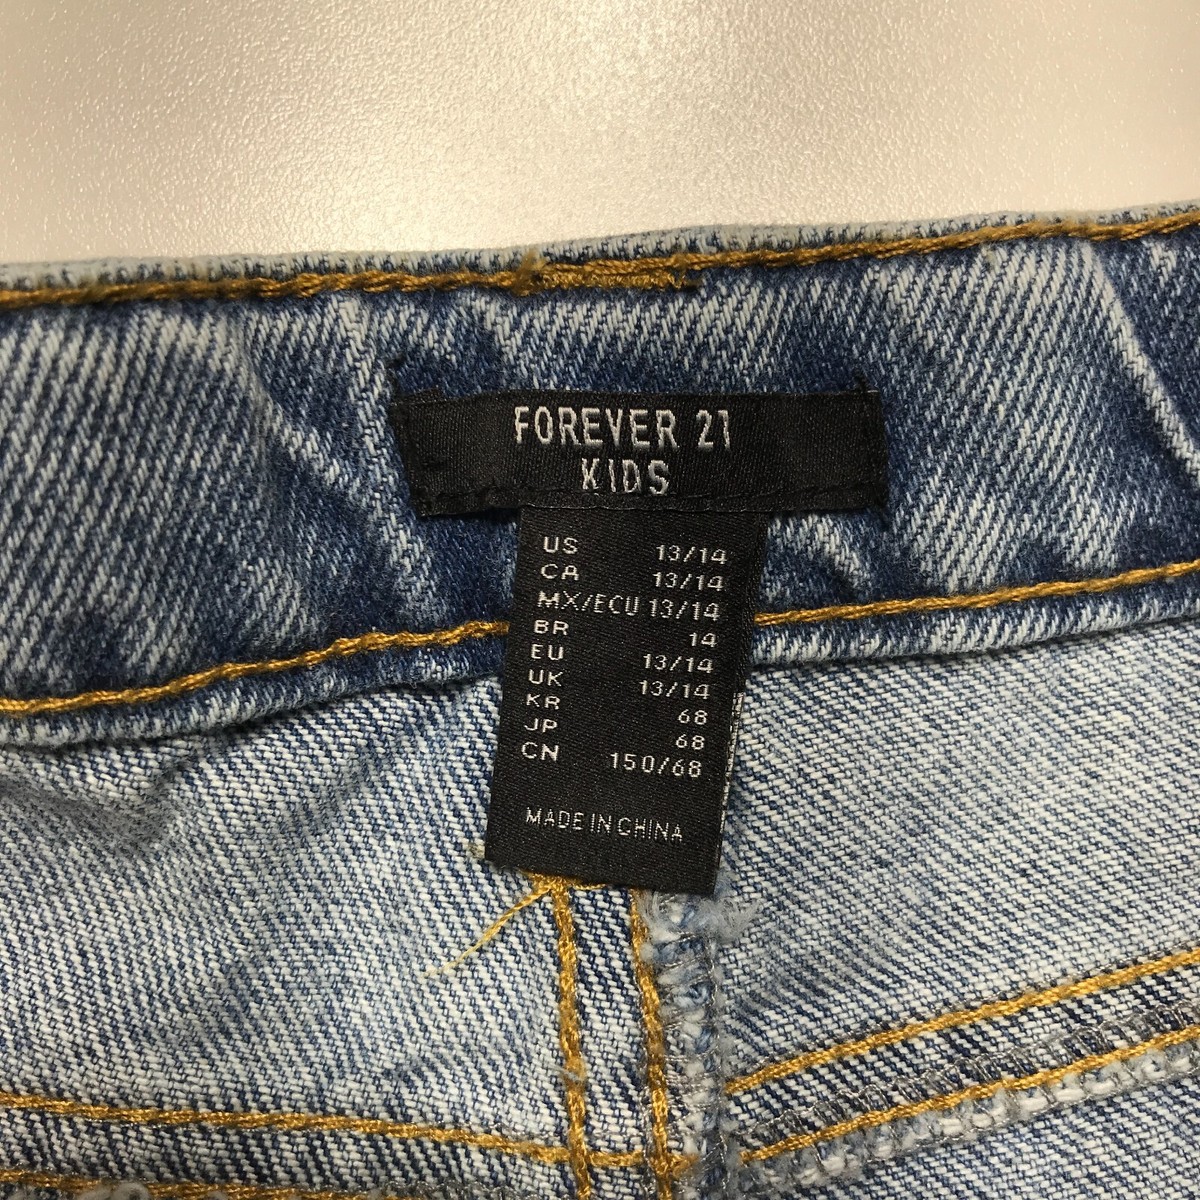 FOREVER 21
KIDS
US 13/14
CA 13/14
MX/ECU 13/14
BR 14
EU 13/14
UK 13/14
KR 68
JP 68
CN 150/68
MADE IN CHINA